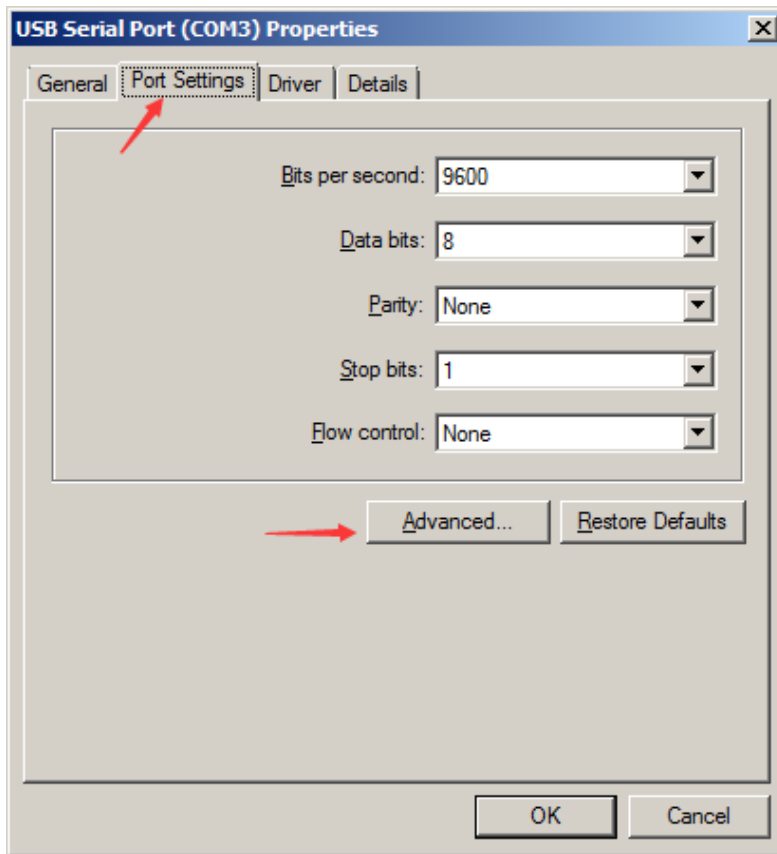 USB Serial Port (COM3) Properties
General Port Settings Driver Details
Bits per second: 9600
Data bits: 8
Parity: None
Stop bits: 1
Flow control: None
Advanced... Restore Defaults
OK Cancel